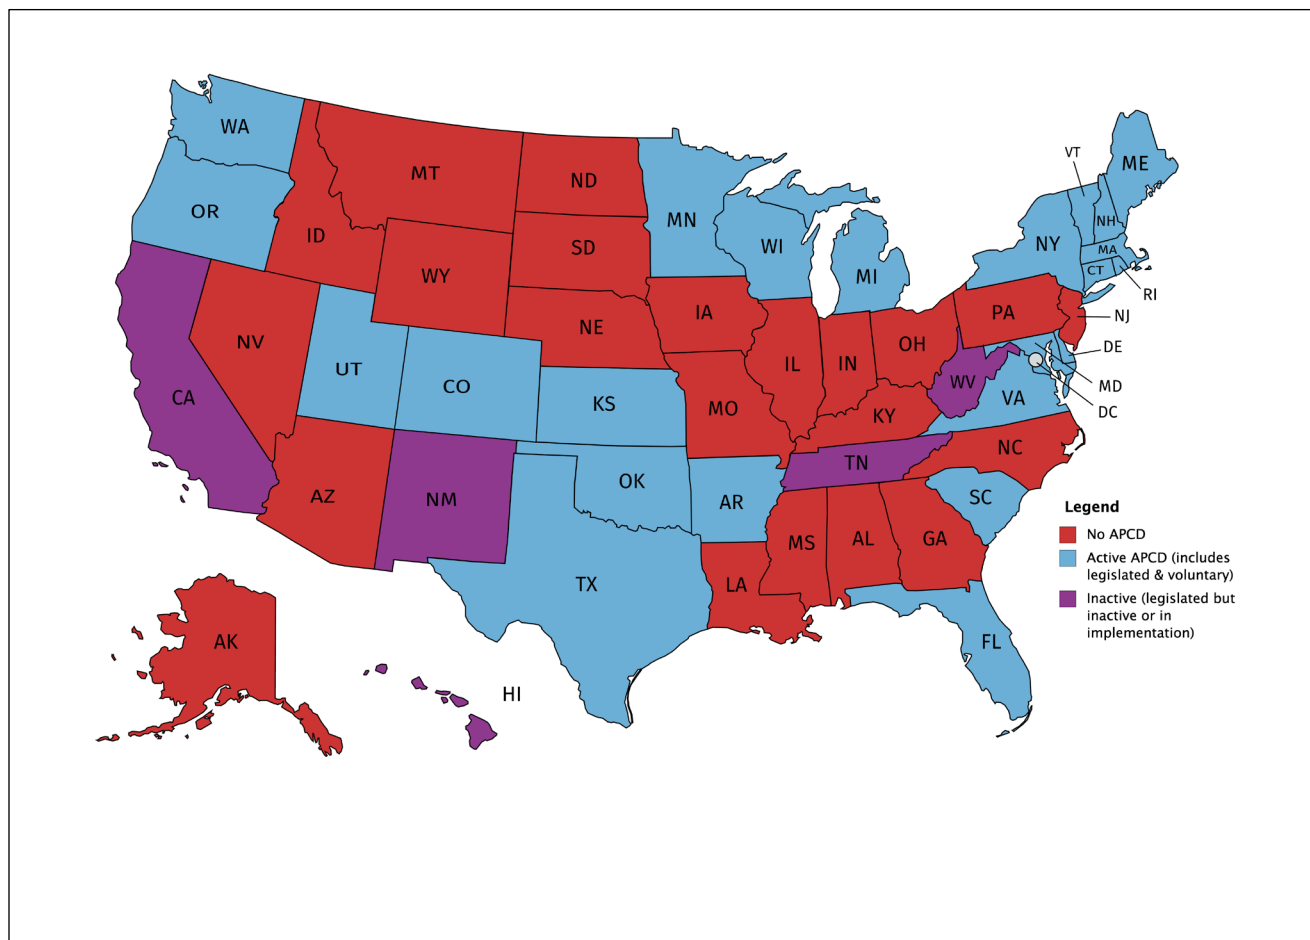 WA
MT
ND
OR
ID
MN
SD
WY
WI
MI
VT
ME
NH
NY
MA
CT
RI
NE
IA
PA
NJ
NV
UT
CO
IL
IN
OH
DE
MD
DC
CA
KS
MO
KY
WV
VA
AZ
NM
OK
AR
TN
NC
SC
MS
AL
GA
LA
TX
FL
AK
HI
Legend
No APCD
Active APCD (includes
legislated & voluntary)
Inactive (legislated but
inactive or in
implementation)